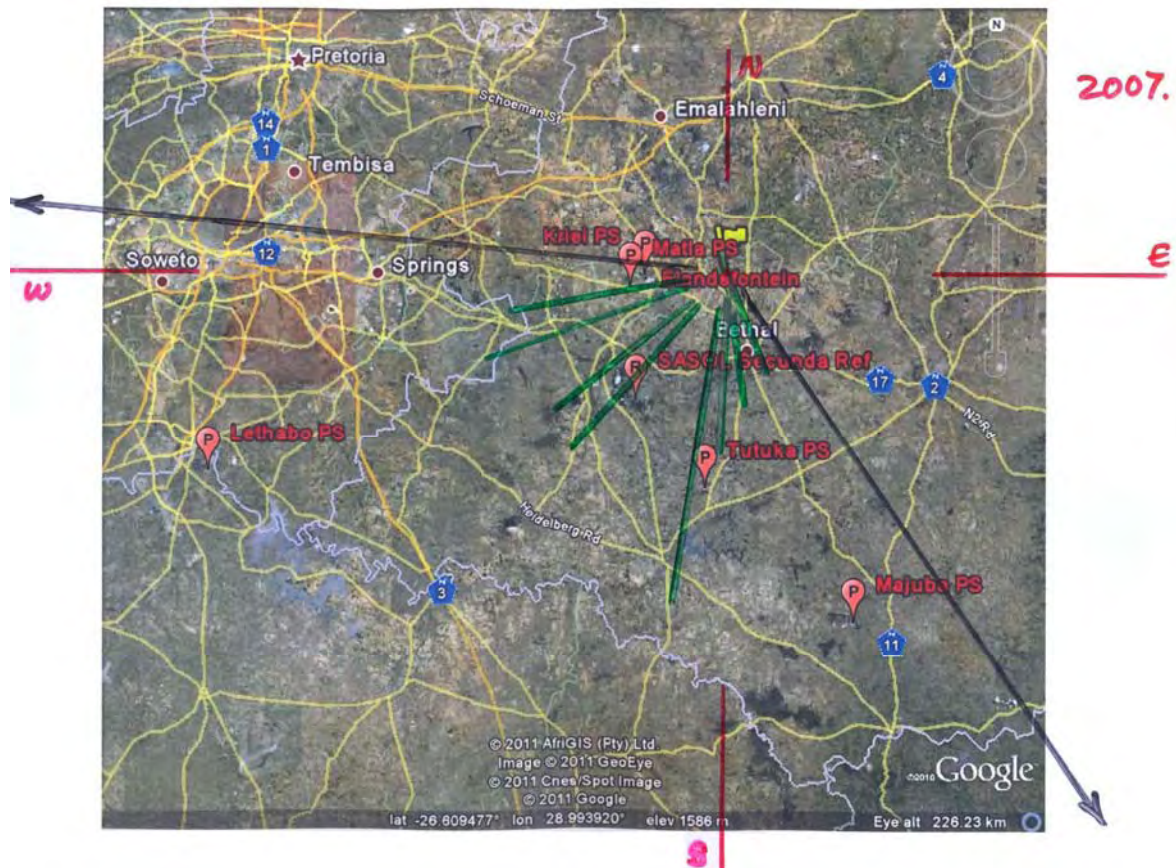 N
N
2007.
Pretoria
4
Schoeman St
Emalahleni
14
1
Tembisa
Kriel PS
Matla PS
E
Soweto
12
Springs
Elandsfontein
W
Bethal
SASOL Secunda Ref
17
2
N2 Rd
Lethabo PS
Tutuka PS
Heidelberg Rd
3
Majuba PS
11
© 2011 AfriGIS (Pty) Ltd
Image © 2011 GeoEye
© 2011 Cnes/Spot Image
© 2011 Google
©2010 Google
lat -26.609477° lon 28.993920° elev 1586 m
Eye alt 226.23 km
S